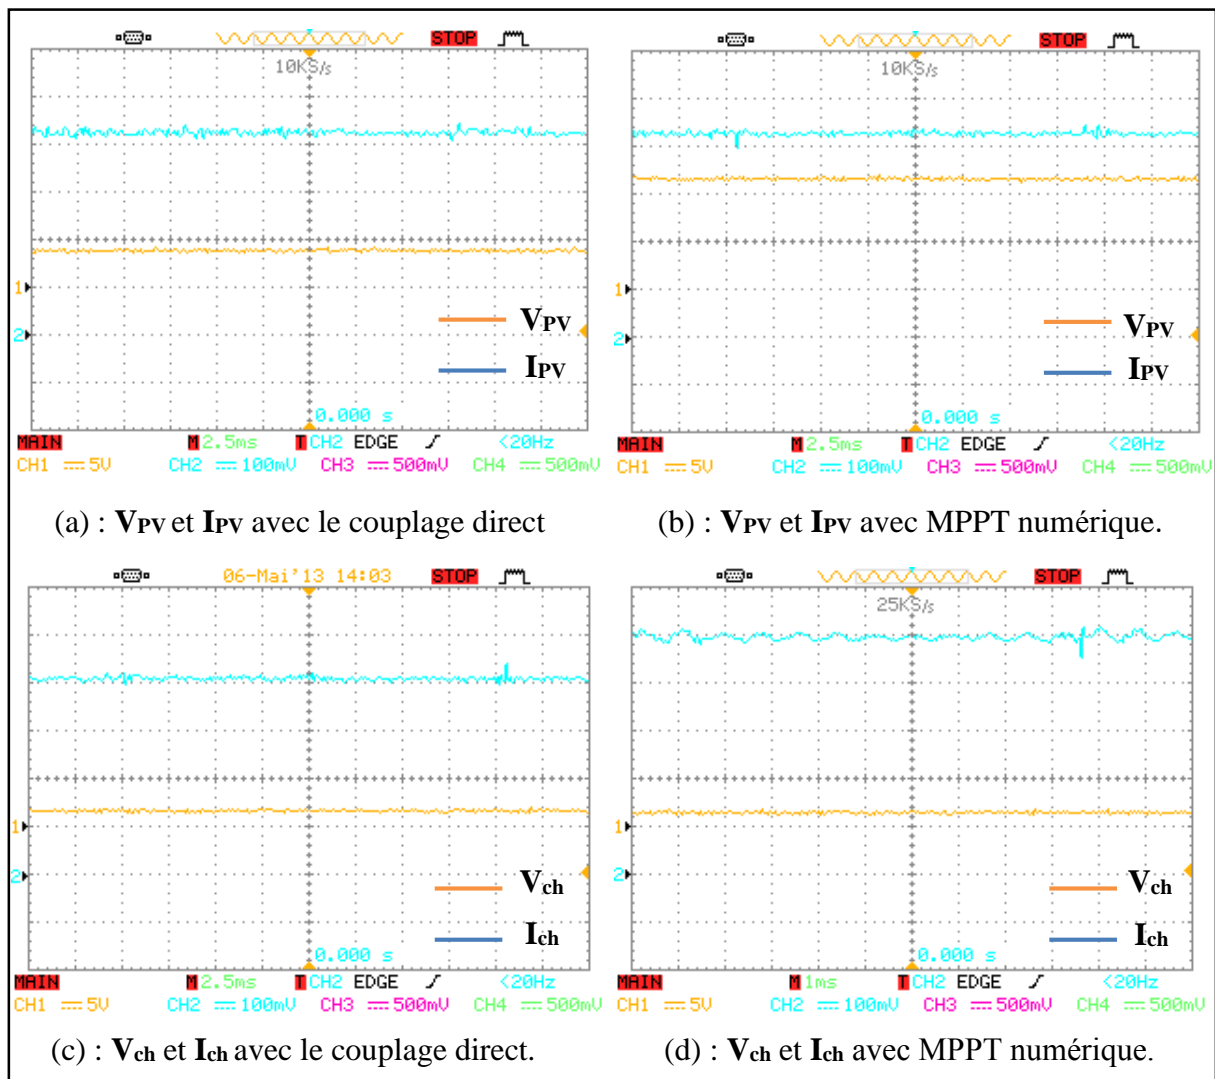 STOP
10KS/s
1
2
VPV
IPV
0.000 s
MAIN M 2.5ms T CH2 EDGE <20Hz
CH1 5V CH2 100mV CH3 500mV CH4 500mV
(a) : VPV et IPV avec le couplage direct
STOP
10KS/s
1
2
VPV
IPV
0.000 s
MAIN M 2.5ms T CH2 EDGE <20Hz
CH1 5V CH2 100mV CH3 500mV CH4 500mV
(b) : VPV et IPV avec MPPT numérique.
06-Mai'13 14:03 STOP
1
2
Vch
Ich
0.000 s
MAIN M 2.5ms T CH2 EDGE <20Hz
CH1 5V CH2 100mV CH3 500mV CH4 500mV
(c) : Vch et Ich avec le couplage direct.
STOP
25KS/s
1
2
Vch
Ich
0.000 s
MAIN M 1ms T CH2 EDGE <20Hz
CH1 5V CH2 100mV CH3 500mV CH4 500mV
(d) : Vch et Ich avec MPPT numérique.